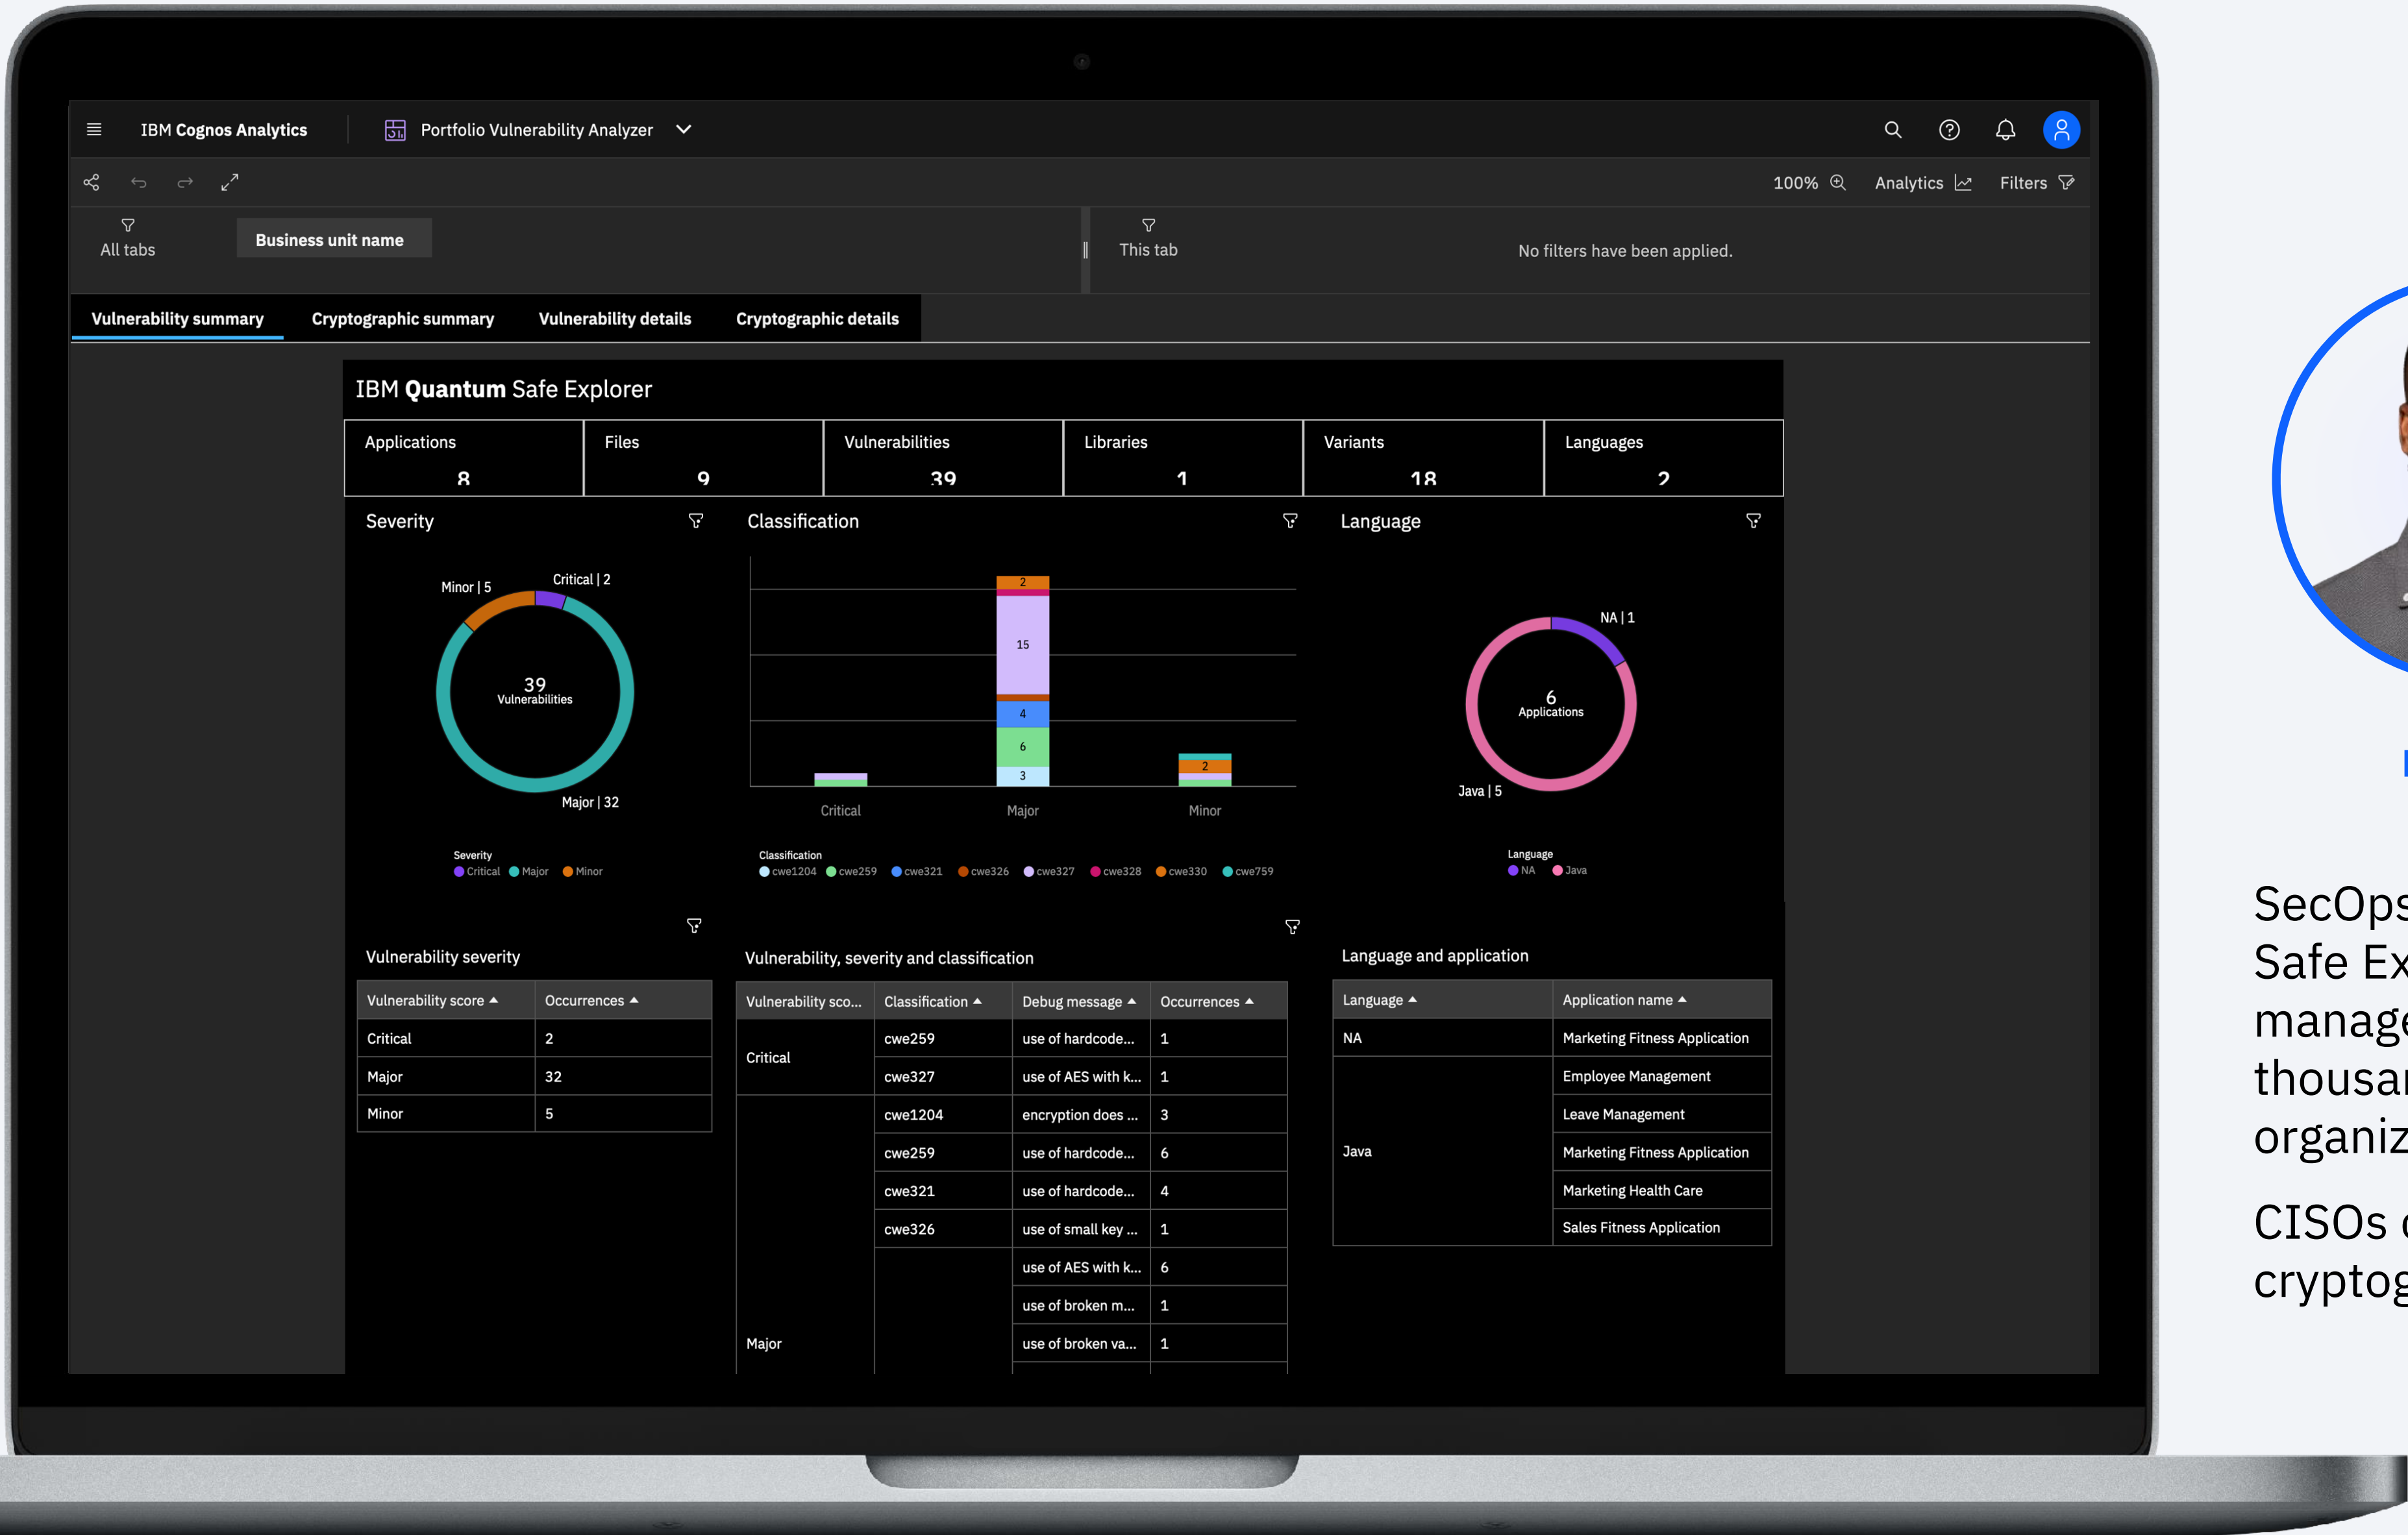 IBM Cognos Analytics
Portfolio Vulnerability Analyzer
100%
Analytics
Filters
All tabs
Business unit name
This tab
No filters have been applied.
Vulnerability summary
Cryptographic summary
Vulnerability details
Cryptographic details
IBM Quantum Safe Explorer
Applications
8
Files
9
Vulnerabilities
39
Libraries
1
Variants
18
Languages
2
Severity
Minor | 5
Critical | 2
39
Vulnerabilities
Major | 32
Severity
Critical Major Minor
Classification
2
15
4
6
3
2
Critical Major Minor
Classification
cwe1204 cwe259 cwe321 cwe326 cwe327 cwe328 cwe330 cwe759
Language
NA | 1
6
Applications
Java | 5
Language
NA Java
Vulnerability severity
Vulnerability score Occurrences
Critical 2
Major 32
Minor 5
Vulnerability, severity and classification
Vulnerability sco... Classification Debug message Occurrences
Critical
cwe259 use of hardcode... 1
cwe327 use of AES with k... 1
cwe1204 encryption does ... 3
cwe259 use of hardcode... 6
cwe321 use of hardcode... 4
cwe326 use of small key ... 1
use of AES with k... 6
use of broken m... 1
Major
use of broken va... 1
Language and application
Language Application name
NA Marketing Fitness Application
Employee Management
Leave Management
Java Marketing Fitness Application
Marketing Health Care
Sales Fitness Application
SecOps
Safe Ex
manage
thousa
organiz
CISOs
cryptog